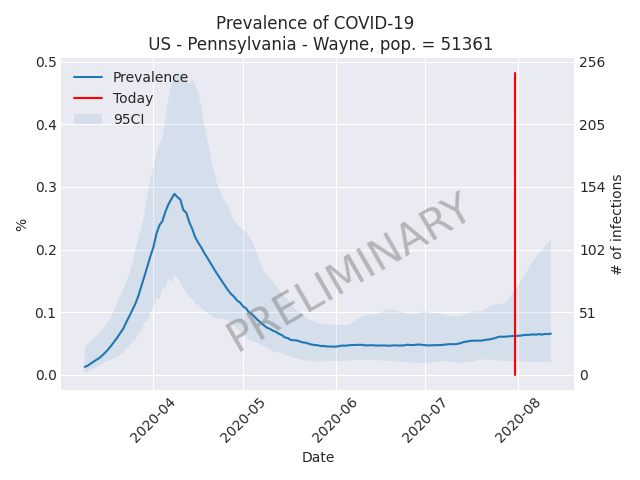 Prevalence of COVID-19
US - Pennsylvania - Wayne, pop. = 51361
Prevalence
Today
95CI
0.5
0.4
0.3
0.2
0.1
0.0
%
256
205
154
102
51
0
# of infections
PRELIMINARY
2020-04
2020-05
2020-06
2020-07
2020-08
Date